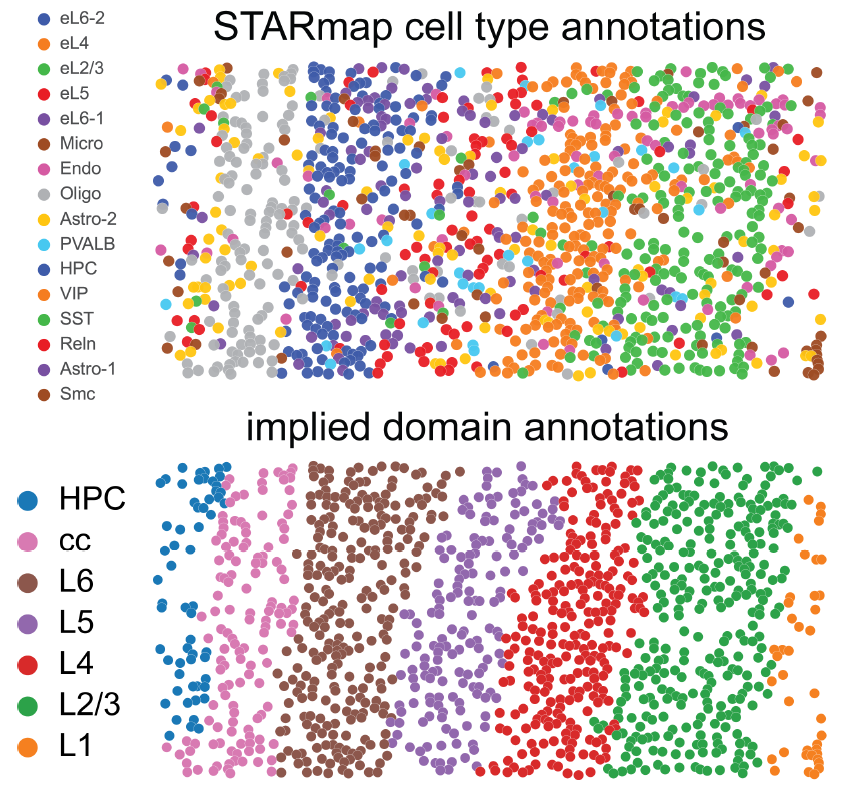 STARmap cell type annotations
eL6-2
eL4
eL2/3
eL5
eL6-1
Micro
Endo
Oligo
Astro-2
PVALB
HPC
VIP
SST
Reln
Astro-1
Smc
implied domain annotations
HPC
cc
L6
L5
L4
L2/3
L1